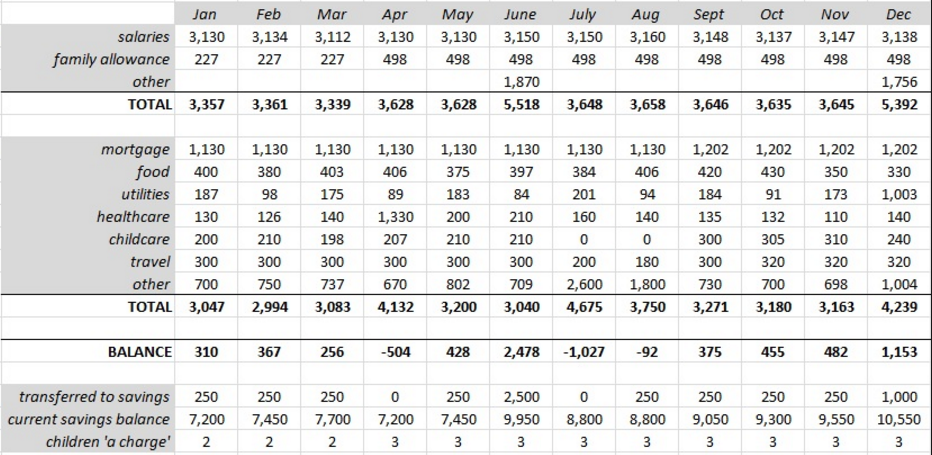 Jan Feb Mar Apr May June July Aug Sept Oct Nov Dec
salaries 3,130 3,134 3,112 3,130 3,130 3,150 3,150 3,160 3,148 3,137 3,147 3,138
family allowance 227 227 227 498 498 498 498 498 498 498 498 498
other 1,870 1,756
TOTAL 3,357 3,361 3,339 3,628 3,628 5,518 3,648 3,658 3,646 3,635 3,645 5,392
mortgage 1,130 1,130 1,130 1,130 1,130 1,130 1,130 1,130 1,202 1,202 1,202 1,202
food 400 380 403 406 375 397 384 406 420 430 350 330
utilities 187 98 175 89 183 84 201 94 184 91 173 1,003
healthcare 130 126 140 1,330 200 210 160 140 135 132 110 140
childcare 200 210 198 207 210 210 0 0 300 305 310 240
travel 300 300 300 300 300 300 200 180 300 320 320 320
other 700 750 737 670 802 709 2,600 1,800 730 700 698 1,004
TOTAL 3,047 2,994 3,083 4,132 3,200 3,040 4,675 3,750 3,271 3,180 3,163 4,239
BALANCE 310 367 256 -504 428 2,478 -1,027 -92 375 455 482 1,153
transferred to savings 250 250 250 0 250 2,500 0 250 250 250 250 1,000
current savings balance 7,200 7,450 7,700 7,200 7,450 9,950 8,800 8,800 9,050 9,300 9,550 10,550
children 'a charge' 2 2 2 3 3 3 3 3 3 3 3 3